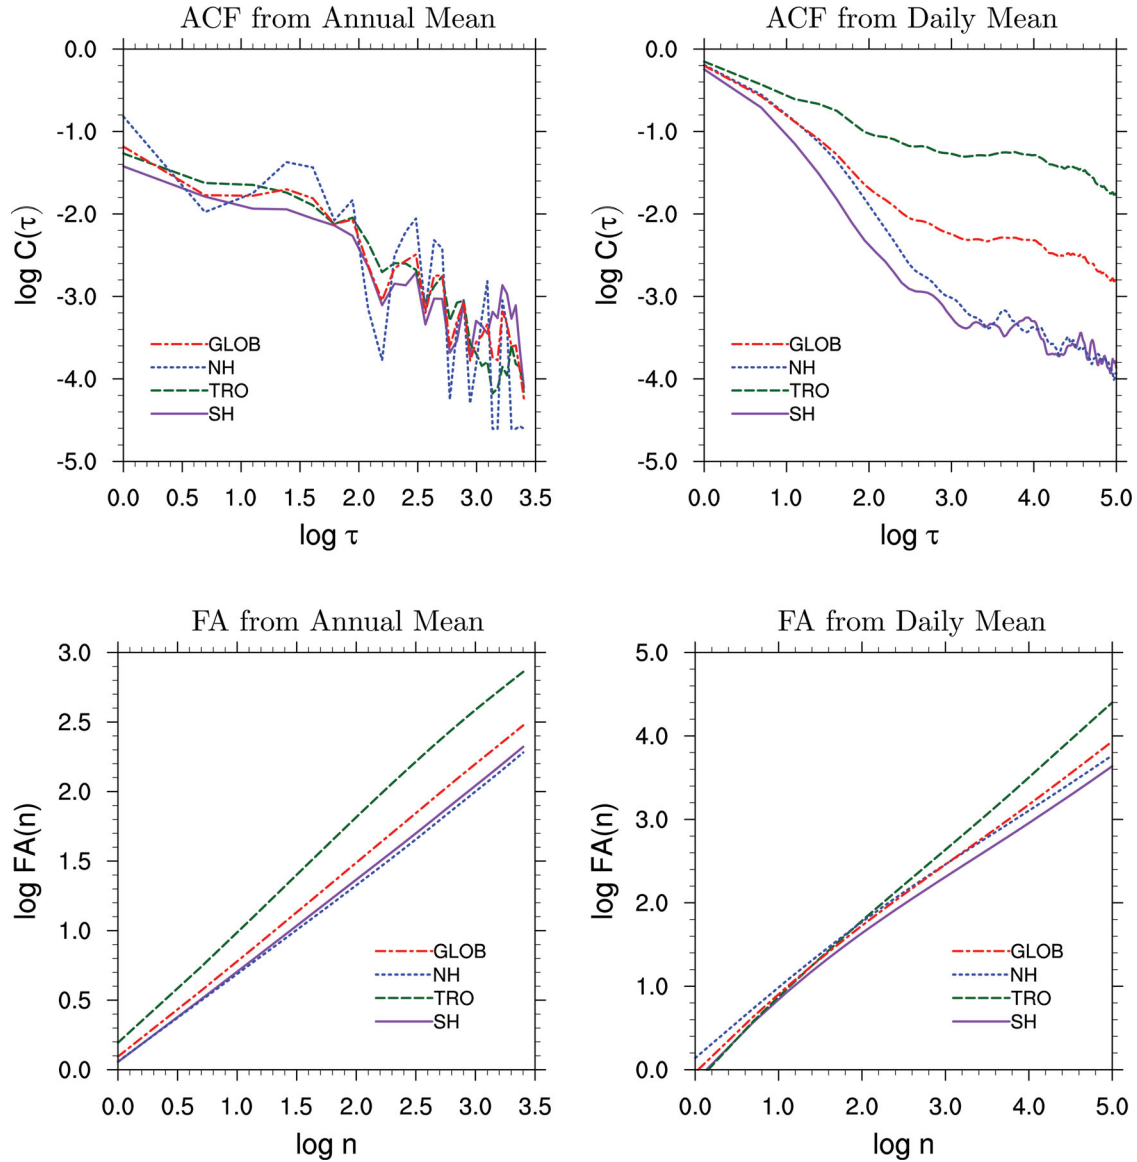 ACF from Annual Mean
0.0
-1.0
-2.0
-3.0
-4.0
-5.0
log C(τ)
GLOB
NH
TRO
SH
0.0 0.5 1.0 1.5 2.0 2.5 3.0 3.5
log τ
ACF from Daily Mean
0.0
-1.0
-2.0
-3.0
-4.0
-5.0
log C(τ)
GLOB
NH
TRO
SH
0.0 1.0 2.0 3.0 4.0 5.0
log τ
FA from Annual Mean
3.0
2.5
2.0
1.5
1.0
0.5
0.0
log FA(n)
GLOB
NH
TRO
SH
0.0 0.5 1.0 1.5 2.0 2.5 3.0 3.5
log n
FA from Daily Mean
5.0
4.0
3.0
2.0
1.0
0.0
log FA(n)
GLOB
NH
TRO
SH
0.0 1.0 2.0 3.0 4.0 5.0
log n